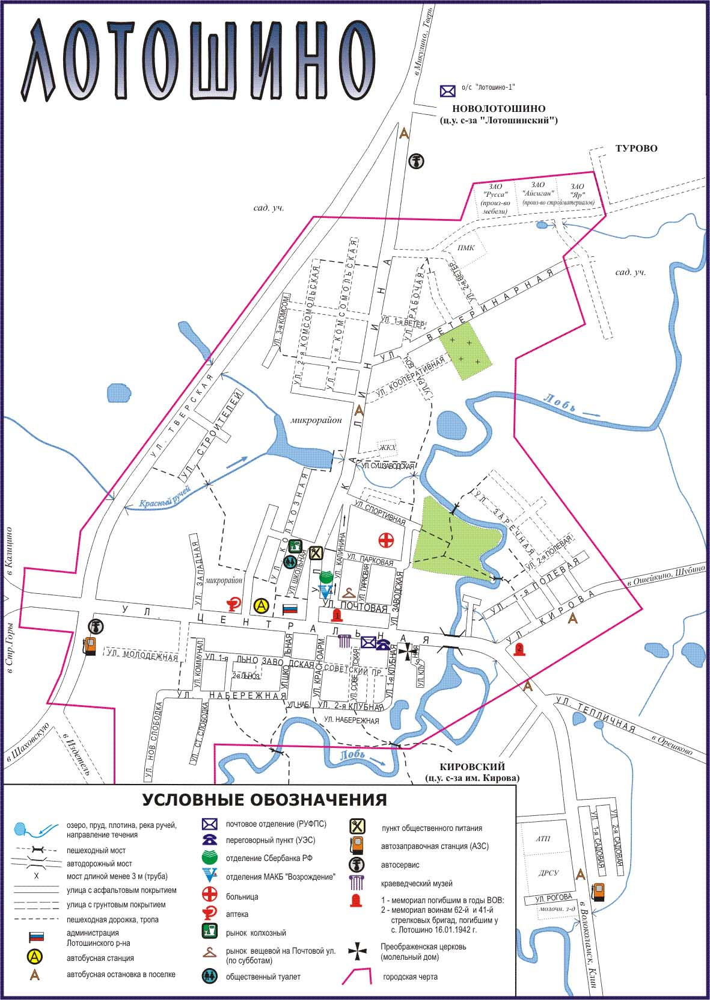 ЛОТОШИНО
в Микулино,, Тверь
о/с "Лотошино-1"
НОВОЛОТОШИНО
(ц.у. с-за "Лотошинский")
ТУРОВО
сад. уч.
ЗАО
"Русса"
(произ-во
мебели)
ЗАО
"Айсиган"
ЗАО
"Яр"
(произ-во стройматериалов)
ПМК
сад. уч.
УЛ. 2-я ВЕТЕР
УЛ. ВЕТЕРИНАРНАЯ
УЛ. РАБОЧАЯ
УЛ. 1-я ВЕТЕР.
УЛ. 3-я КОМСОМ.
УЛ. 2-я КОМСОМОЛЬСКАЯ
УЛ. 1-я КОМСОМОЛЬСКАЯ
УЛ. КООПЕРАТИВНАЯ
УЛ. КАЛИНИНА
УЛ. ТВЕРСКАЯ
УЛ. СТРОИТЕЛЕЙ
микрорайон
Лобь
ЖКХ
УЛ. СУШЗАВОДСКАЯ
Красный ручей
УЛ. КОЛХОЗНАЯ
УЛ. СПОРТИВНАЯ
УЛ. ЗАРЕЧНАЯ
УЛ. 2-я ПОЛЕВАЯ
УЛ. 1-я ПОЛЕВАЯ
УЛ. КИРОВА
в Ошейкино, Шубино
в Калицино
УЛ. ЗАПАДНАЯ
микрорайон
УЛ ШКОЛЬНАЯ
УЛ. КАЛИНИНА
УЛ. ПАРКОВАЯ
УЛ. ПАРКОВАЯ
УЛ. ЗАВОДСКАЯ
УЛ. ПОЧТОВАЯ
УЛ. ЦЕНТРАЛЬНАЯ
1
2
в Стр.Горы
УЛ. МОЛОДЕЖНАЯ
УЛ. КОММУНАЛ.
УЛ. 1-я ЛЬНОЗАВОДСКАЯ
2-я ЛЬНОЗ.
УЛ.ШКОЛЬНАЯ
УЛ. КРАСНОАРМ.
СОВЕТСКИЙ ПР.
УЛ.СОВЕТСКАЯ
УЛ. 1-я КЛУБНАЯ
УЛ. НАБЕРЕЖНАЯ
УЛ.НАБ.
УЛ. 2-я КЛУБНАЯ
УЛ. НАБЕРЕЖНАЯ
УЛ. НОВ.СЛОБОДКА
УЛ. СТ.СЛОБОДКА
в Шаховскую
в Издетель
Лобь
УЛ. ТЕПЛИЧНАЯ
в Орешково
КИРОВСКИЙ
(ц.у. с-за им. Кирова)
АТП
ДРСУ
УЛ. РОГОВА
молочн. з-д
УЛ. 1-я САДОВАЯ
УЛ. 2-я САДОВАЯ
в Волоколамск, Клин
УСЛОВНЫЕ ОБОЗНАЧЕНИЯ
озеро, пруд, плотина, река ручей,
направление течения
пешеходный мост
автодорожный мост
мост длиной менее 3 м (труба)
улица с асфальтовым покрытием
улица с грунтовым покрытием
пешеходная дорожка, тропа
администрация
Лотошинского р-на
автобусная станция
автобусная остановка в поселке
почтовое отделение (РУФПС)
переговорный пункт (УЭС)
отделение Сбербанка РФ
отделения МАКБ "Возрождение"
больница
аптека
рынок колхозный
рынок вещевой на Почтовой ул.
(по субботам)
общественный туалет
пункт общественного питания
автозаправочная станция (АЗС)
автосервис
краеведческий музей
1 - мемориал погибшим в годы ВОВ:
2 - мемориал воинам 62-й и 41-й
стрелковых бригад, погибшим у
с. Лотошино 16.01.1942 г.
Преображенская церковь
(молельный дом)
городская черта